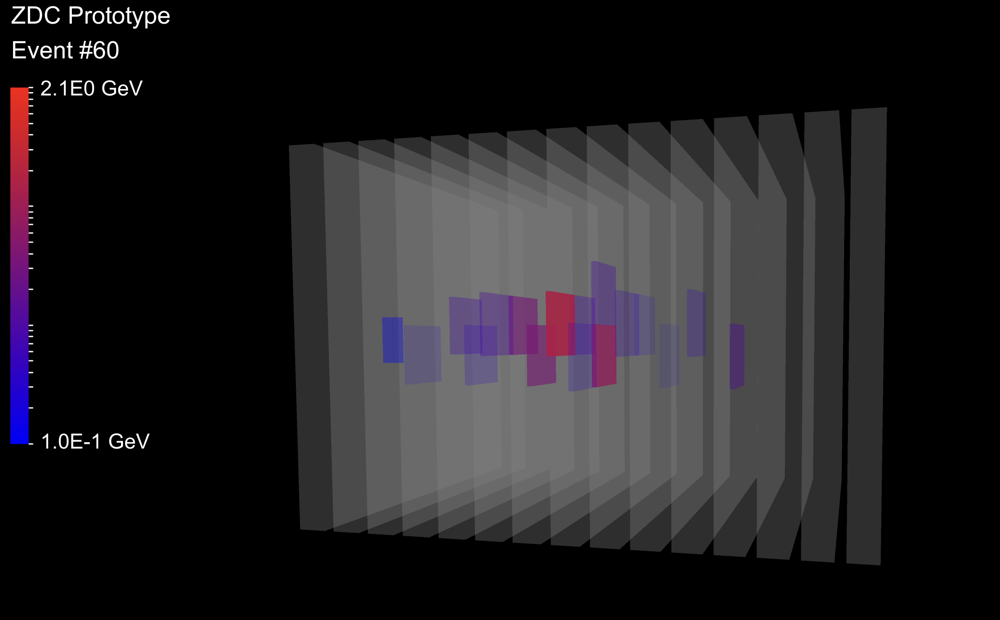 ZDC Prototype
Event #60
2.1E0 GeV
1.0E-1 GeV